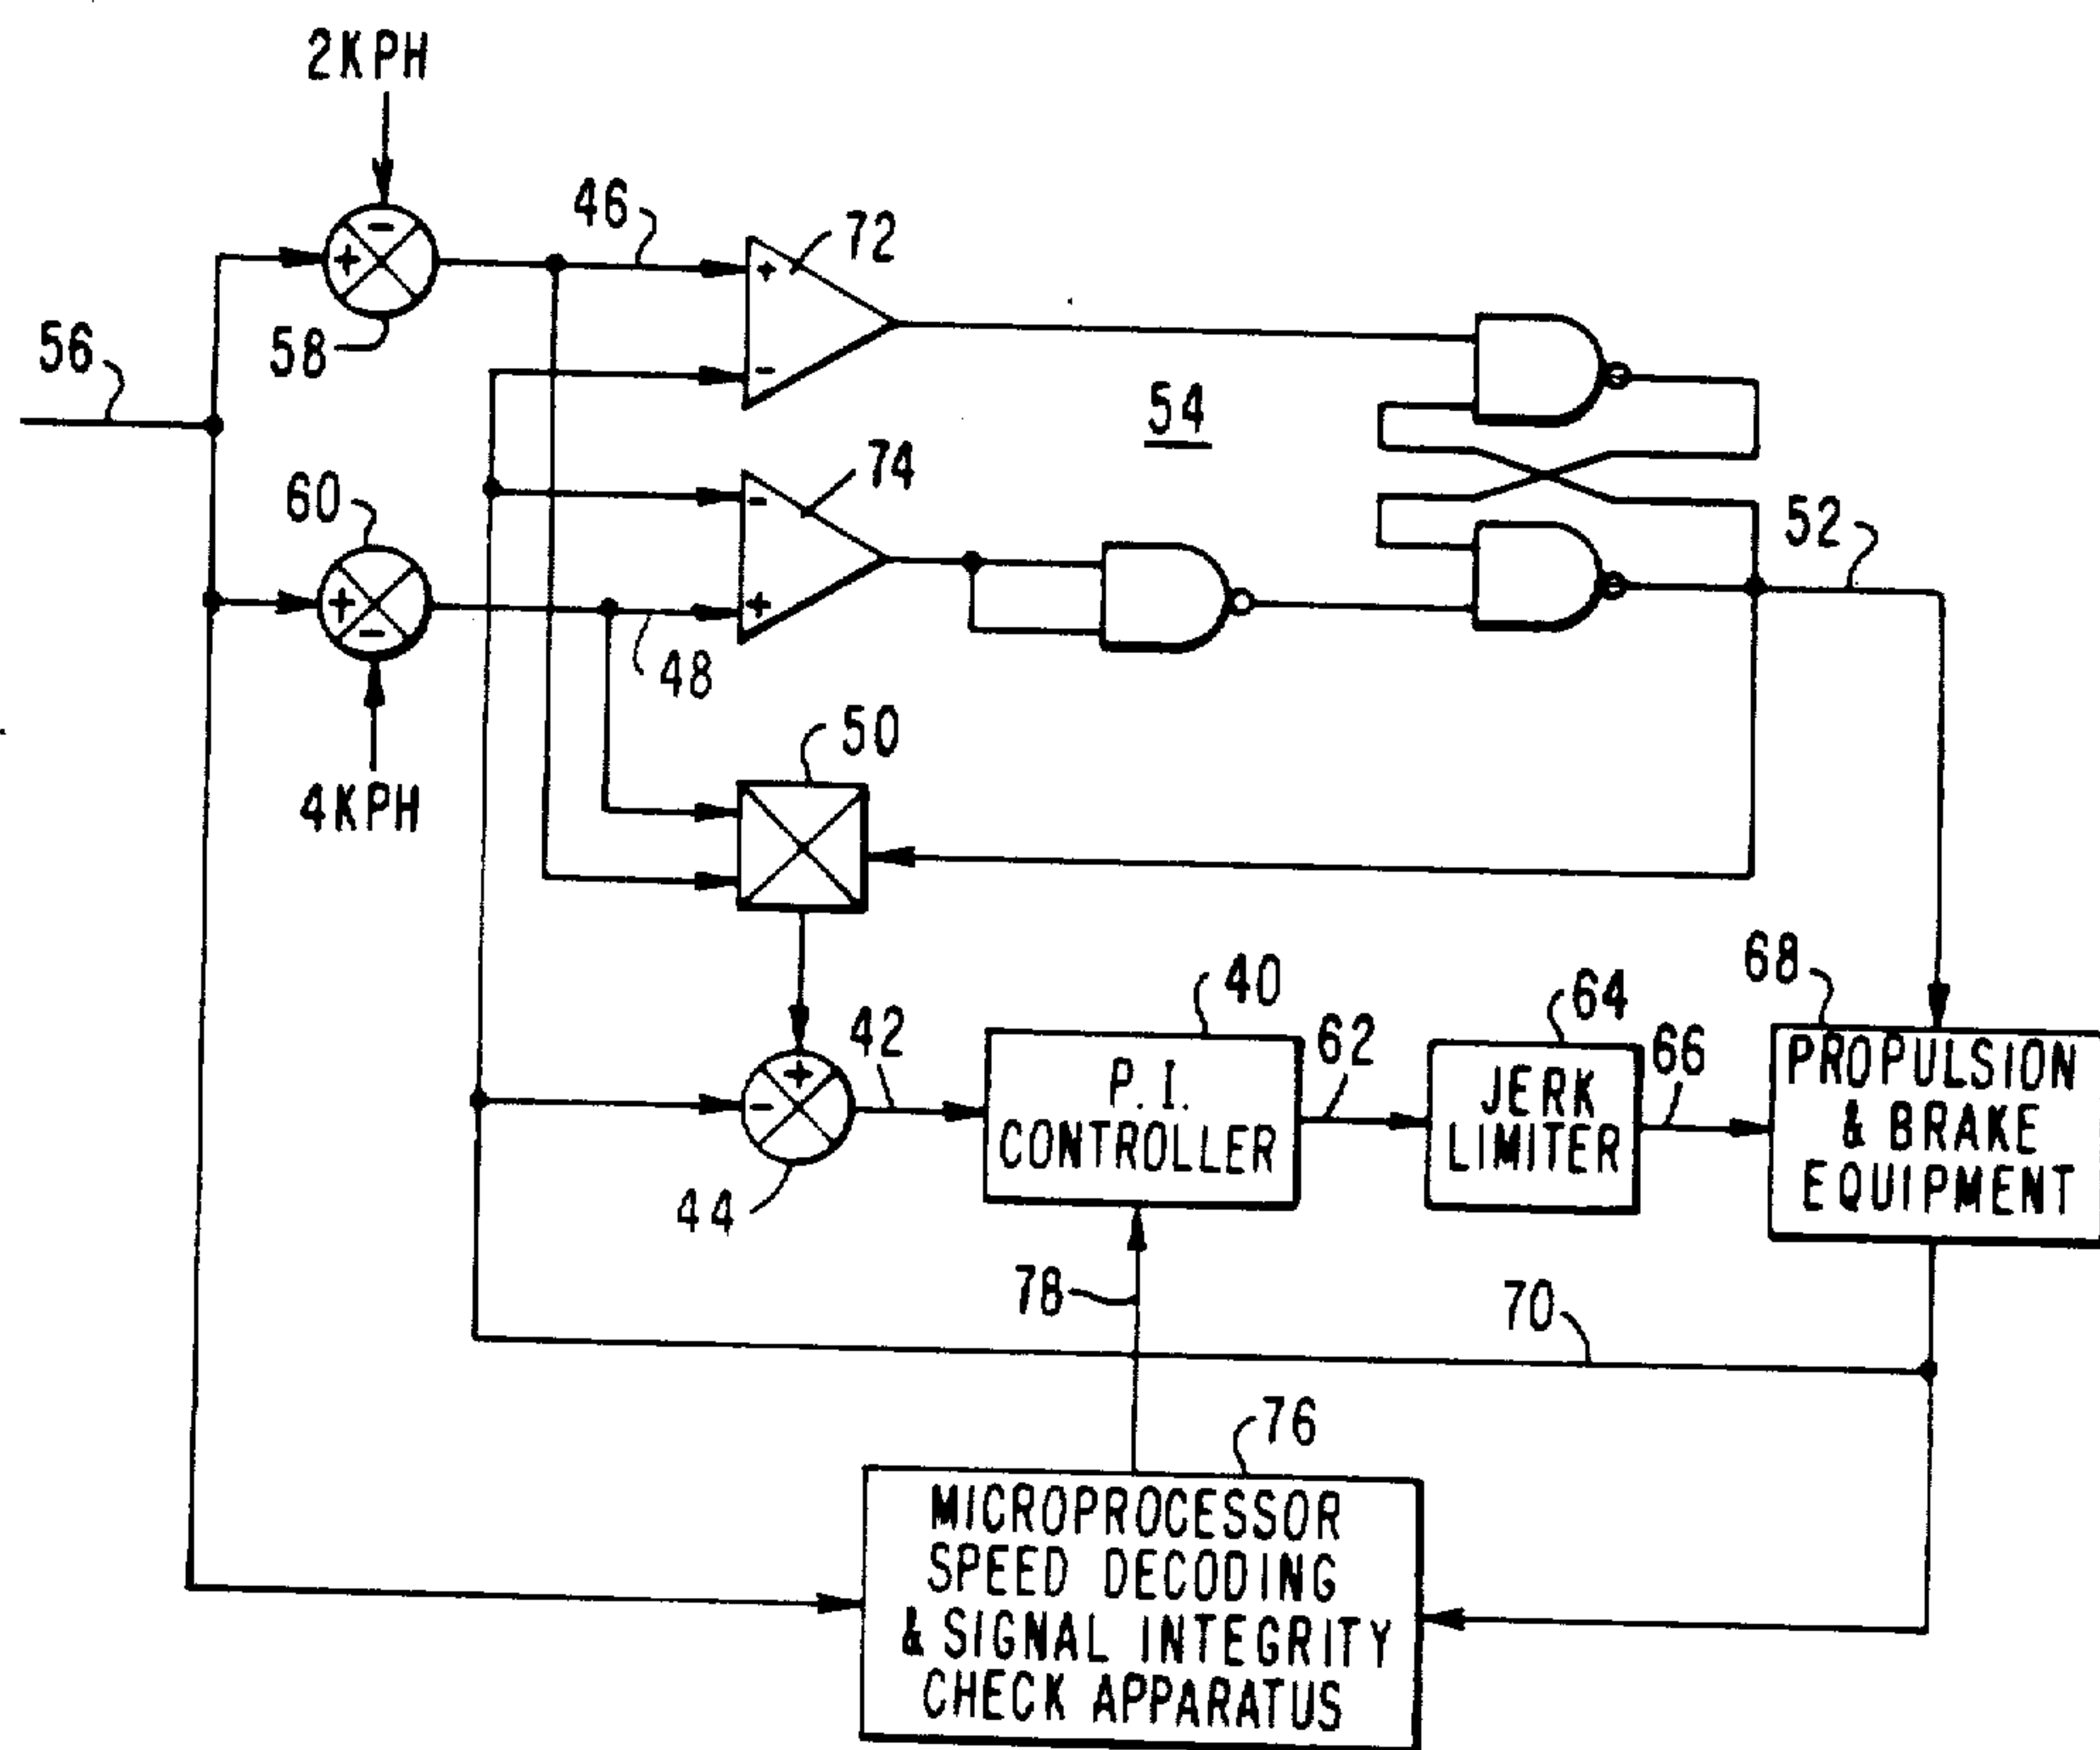 2KPH
46
72
58
56
54
74
60
52
48
50
4KPH
68
40
64
42
62
66
PROPULSION
& BRAKE
EQUIPMENT
P. I.
CONTROLLER
JERK
LIMITER
44
78
70
76
MICROPROCESSOR
SPEED DECODING
& SIGNAL INTEGRITY
CHECK APPARATUS